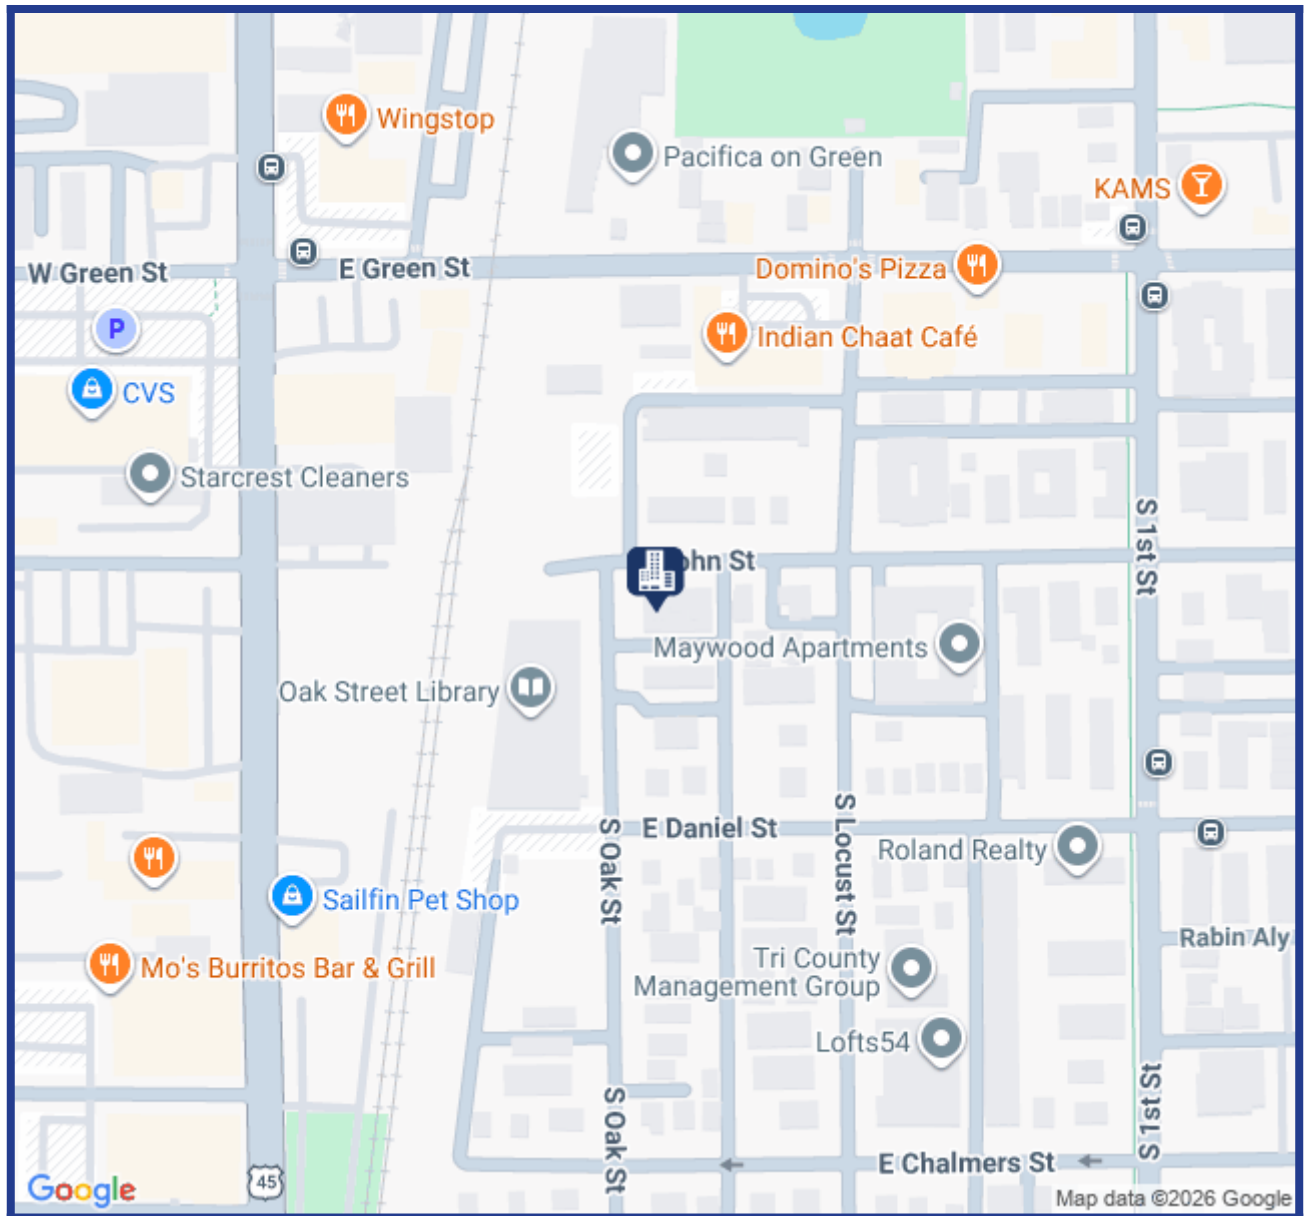 Wingstop
Pacifica on Green
KAMS
W Green St
E Green St
Domino's Pizza
P
Indian Chaat Café
CVS
Starcrest Cleaners
S 1st St
ohn St
Maywood Apartments
Oak Street Library
E Daniel St
S Locust St
S Oak St
Roland Realty
Sailfin Pet Shop
Rabin Aly
Mo's Burritos Bar & Grill
Tri County
Management Group
Lofts54
S Oak St
S 1st St
E Chalmers St
45
Google
Map data ©2026 Google